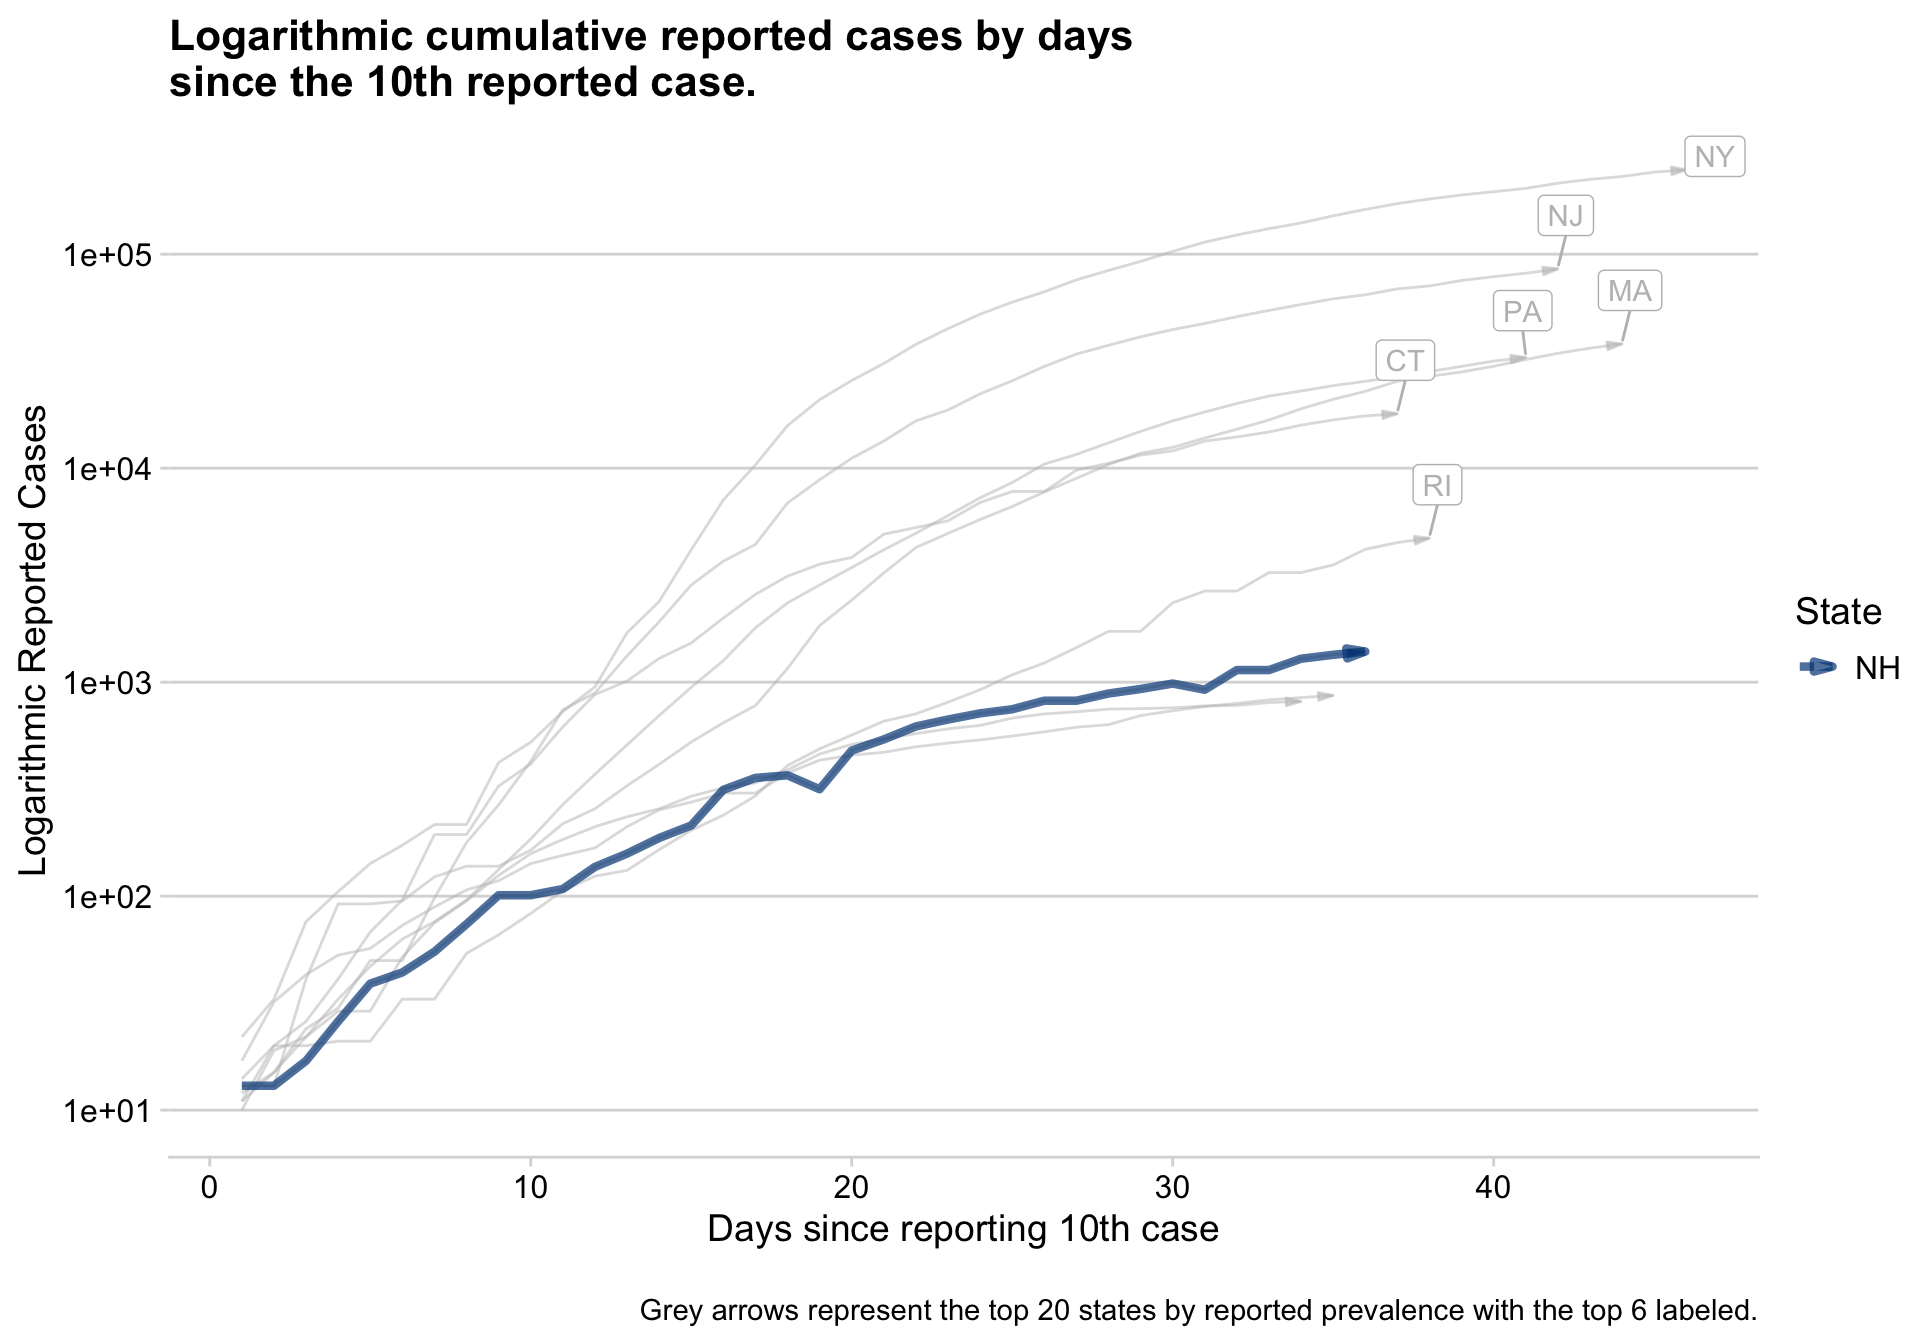 Logarithmic cumulative reported cases by days
since the 10th reported case.
NY
NJ
MA
PA
CT
RI
1e+05
1e+04
1e+03
1e+02
1e+01
Logarithmic Reported Cases
0 10 20 30 40
Days since reporting 10th case
State
NH
Grey arrows represent the top 20 states by reported prevalence with the top 6 labeled.